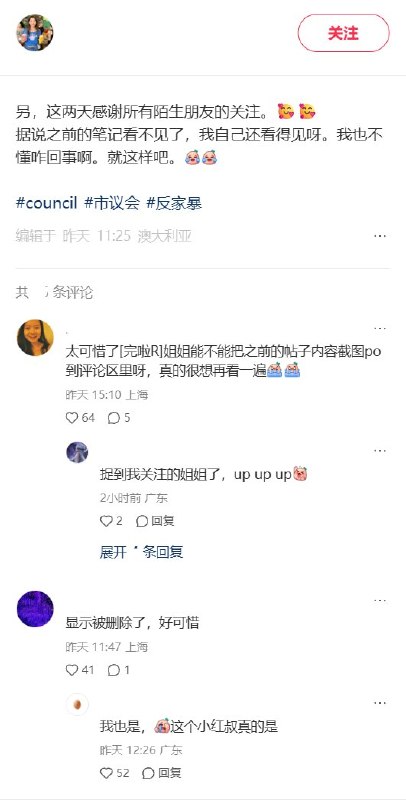 关注
另，这两天感谢所有陌生朋友的关注。
据说之前的笔记看不见了，我自己还看得见呀。我也不
懂咋回事啊。就这样吧。
#council #市议会 #反家暴
编辑于 昨天 11:25 澳大利亚
共 条评论
太可惜了[完啦R]姐姐能不能把之前的帖子内容截图po
到评论区里呀，真的很想再看一遍
昨天 15:10 上海
64 5
捉到我关注的姐姐了，up up up
2小时前 广东
2 回复
展开 条回复
显示被删除了，好可惜
昨天 11:47 上海
41 1
我也是，这个小红叔真的是
昨天 12:26 广东
52 回复